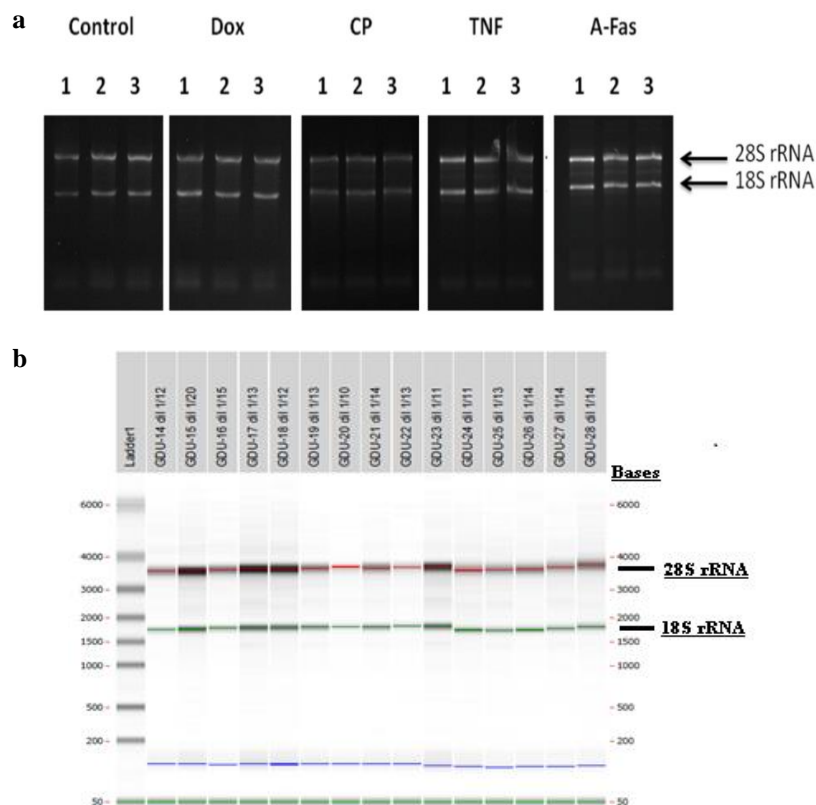 a
Control Dox CP TNF A-Fas
1 2 3 1 2 3 1 2 3 1 2 3 1 2 3
28S rRNA
18S rRNA
b
Ladder1
GDU-14 dil 1/12
GDU-15 dil 1/20
GDU-16 dil 1/15
GDU-17 dil 1/13
GDU-18 dil 1/12
GDU-19 dil 1/13
GDU-20 dil 1/10
GDU-21 dil 1/14
GDU-22 dil 1/13
GDU-23 dil 1/11
GDU-24 dil 1/11
GDU-25 dil 1/13
GDU-26 dil 1/14
GDU-27 dil 1/14
GDU-28 dil 1/14
Bases
6000 6000
4000 4000
28S rRNA
3000 3000
2000 2000
18S rRNA
1500 1500
1000 1000
500 500
200 200
50 50